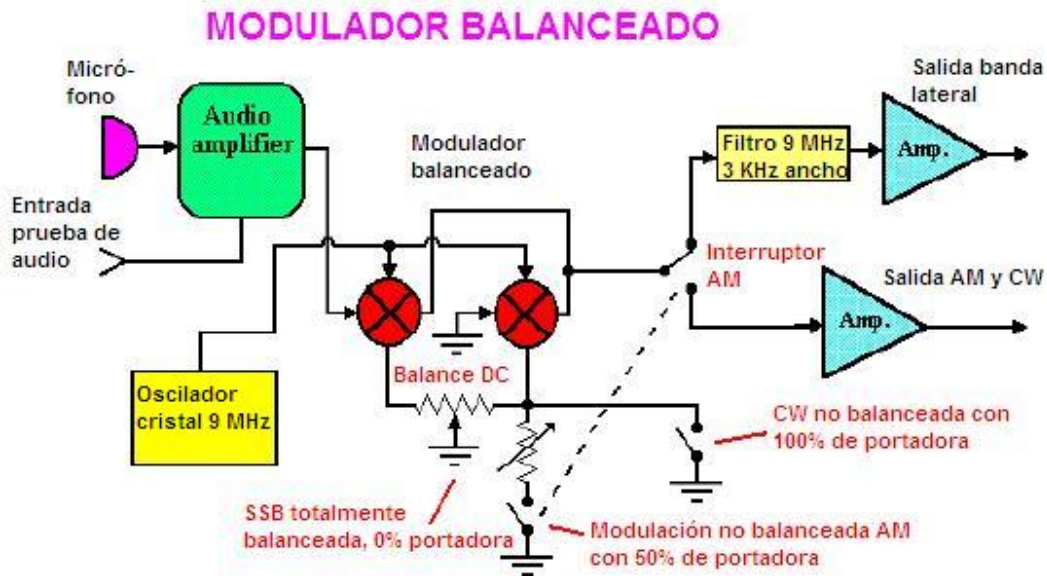 MODULADOR BALANCEADO
Micró-
fono
Audio
amplifier
Modulador
balanceado
Salida banda
lateral
Filtro 9 MHz
3 KHz ancho
Amp.
Entrada
prueba de
audio
Interruptor
AM
Salida AM y CW
Amp.
Oscilador
cristal 9 MHz
Balance DC
CW no balanceada con
100% de portadora
SSB totalmente
balanceada, 0% portadora
Modulación no balanceada AM
con 50% de portadora